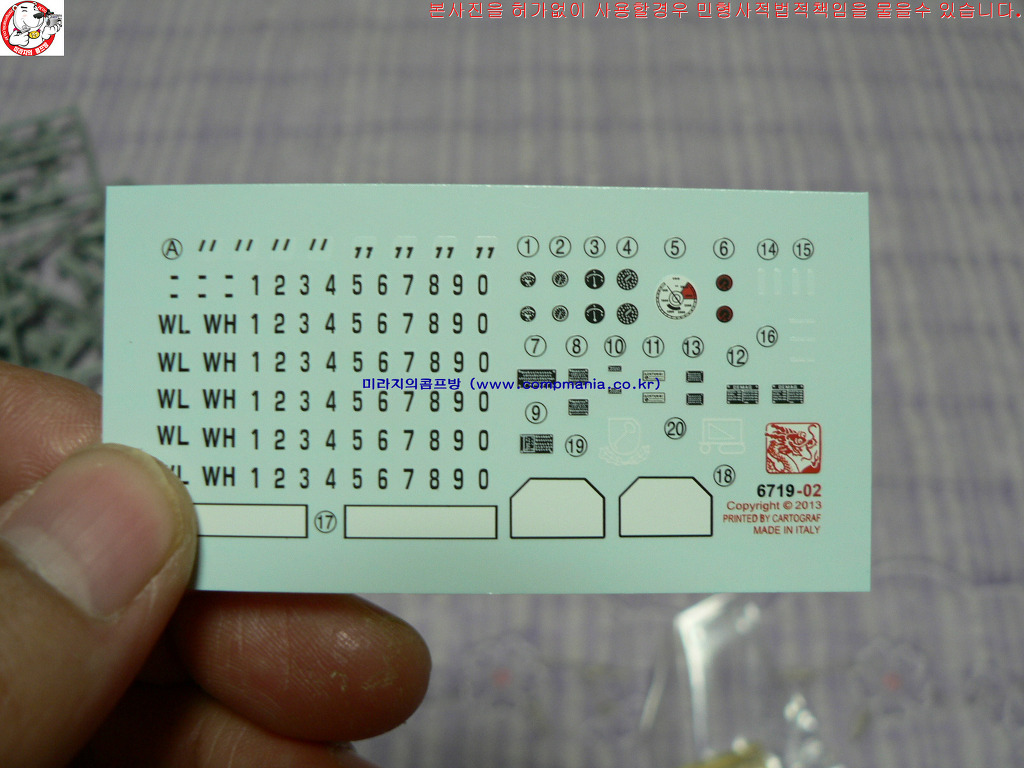 본사진을 허가없이 사용할경우 민형사적법적책임을 물을수 있습니다.
Ⓐ " " " " " " " " ① ② ③ ④ ⑤ ⑥ ⑭ ⑮
- - - 1 2 3 4 5 6 7 8 9 0
- - -
WL WH 1 2 3 4 5 6 7 8 9 0
⑦ ⑧ ⑩ ⑪ ⑬ ⑫ ⑯
WL WH 1 2 3 4 5 6 7 8 9 0
미라지의콤프방 (www.compmania.co.kr)
DEMAG DEMAG
WL WH 1 2 3 4 5 6 7 8 9 0
⑨ ⑲ ⑳
WL WH 1 2 3 4 5 6 7 8 9 0
WL WH 1 2 3 4 5 6 7 8 9 0
⑰ ⑱
6719-02
Copyright © 2013
PRINTED BY CARTOGRAF
MADE IN ITALY